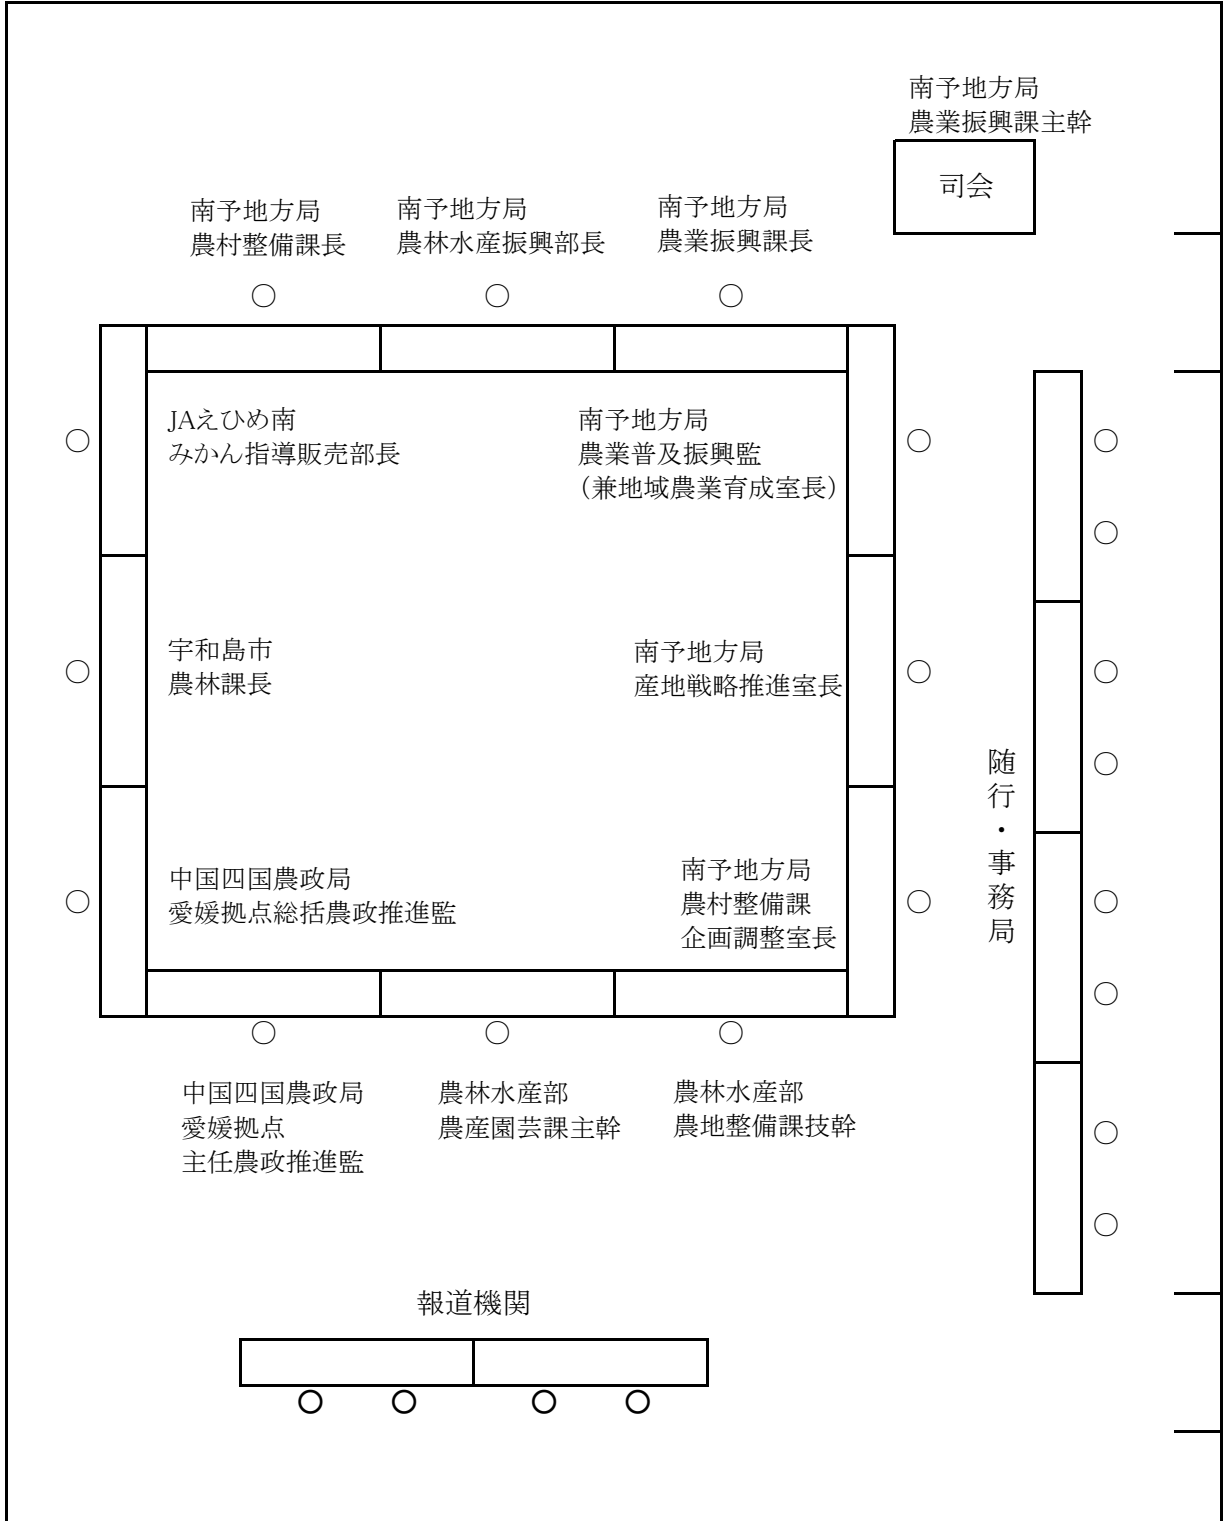 南予地方局
農業振興課主幹
司会
南予地方局
農村整備課長
南予地方局
農林水産振興部長
南予地方局
農業振興課長
JAえひめ南
みかん指導販売部長
南予地方局
農業普及振興監
（兼地域農業育成室長）
宇和島市
農林課長
南予地方局
産地戦略推進室長
随行・事務局
中国四国農政局
愛媛拠点総括農政推進監
南予地方局
農村整備課
企画調整室長
中国四国農政局
愛媛拠点
主任農政推進監
農林水産部
農産園芸課主幹
農林水産部
農地整備課技幹
報道機関